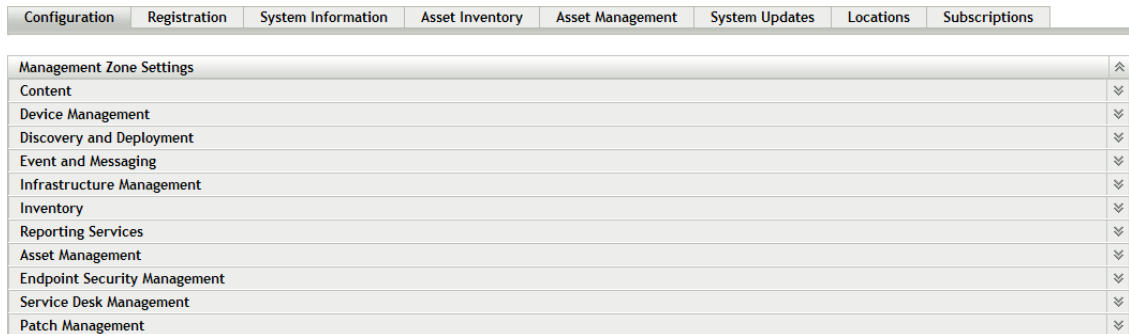 Configuration Registration System Information Asset Inventory Asset Management System Updates Locations Subscriptions
Management Zone Settings
Content
Device Management
Discovery and Deployment
Event and Messaging
Infrastructure Management
Inventory
Reporting Services
Asset Management
Endpoint Security Management
Service Desk Management
Patch Management